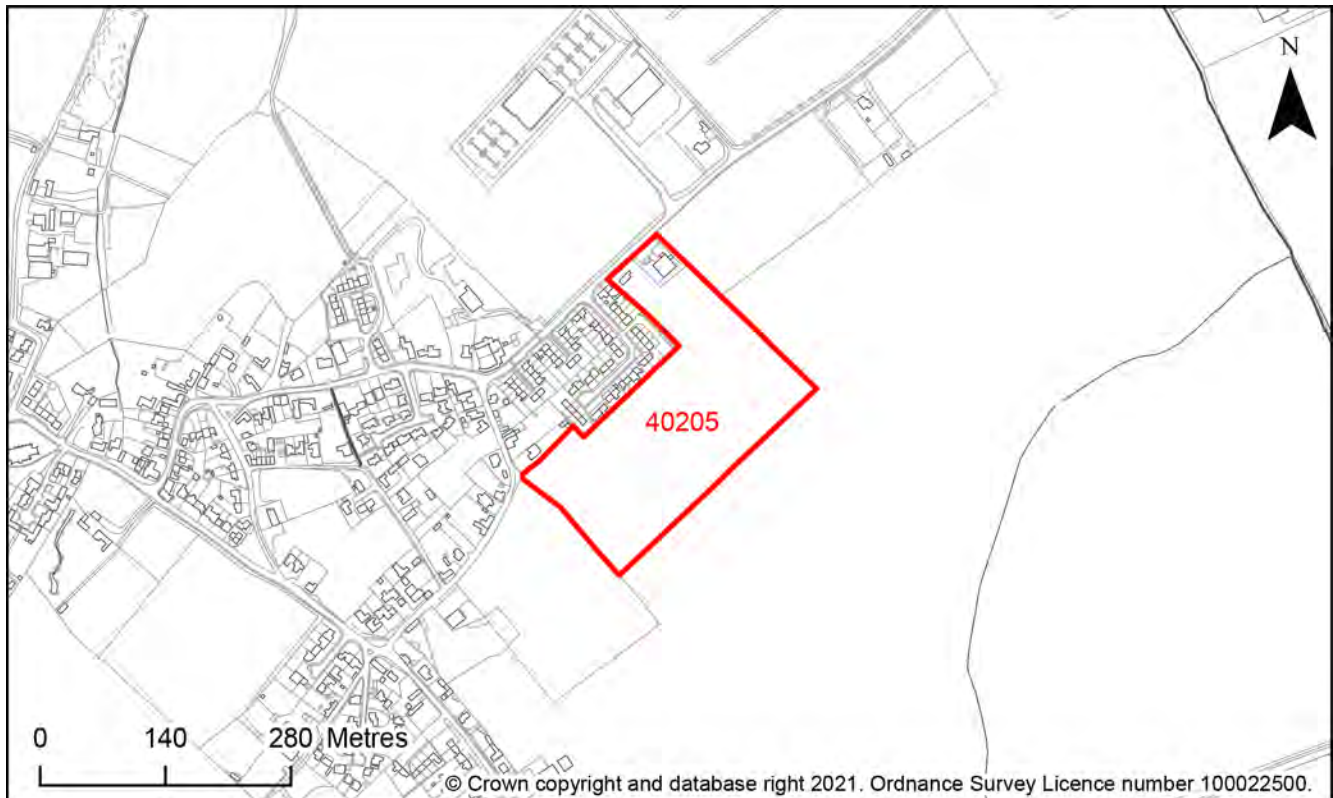 N
40205
0 140 280 Metres
© Crown copyright and database right 2021. Ordnance Survey Licence number 100022500.